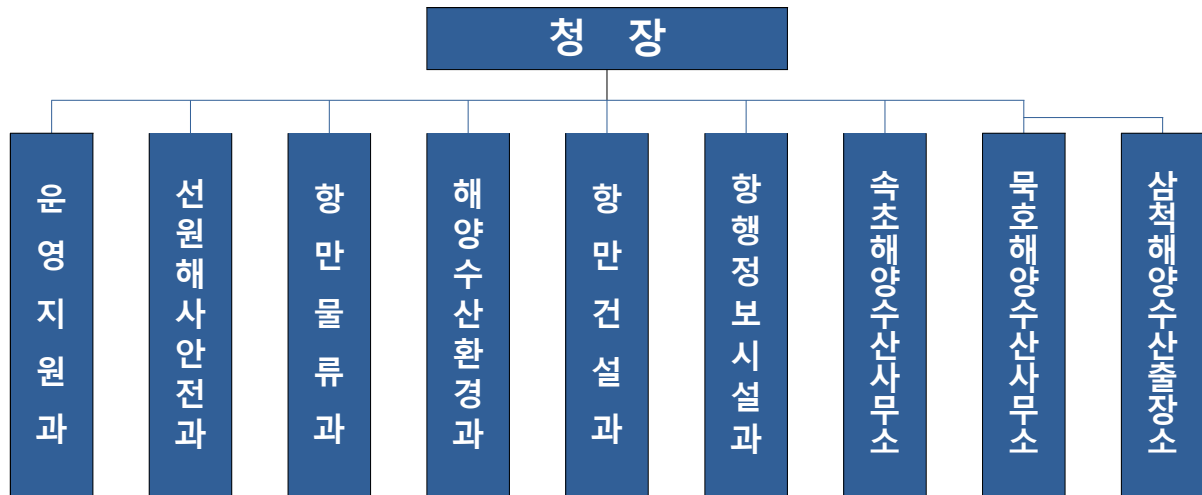 청 장
운영지원과
선원해사안전과
항만물류과
해양수산환경과
항만건설과
항행정보시설과
속초해양수산사무소
묵호해양수산사무소
삼척해양수산출장소